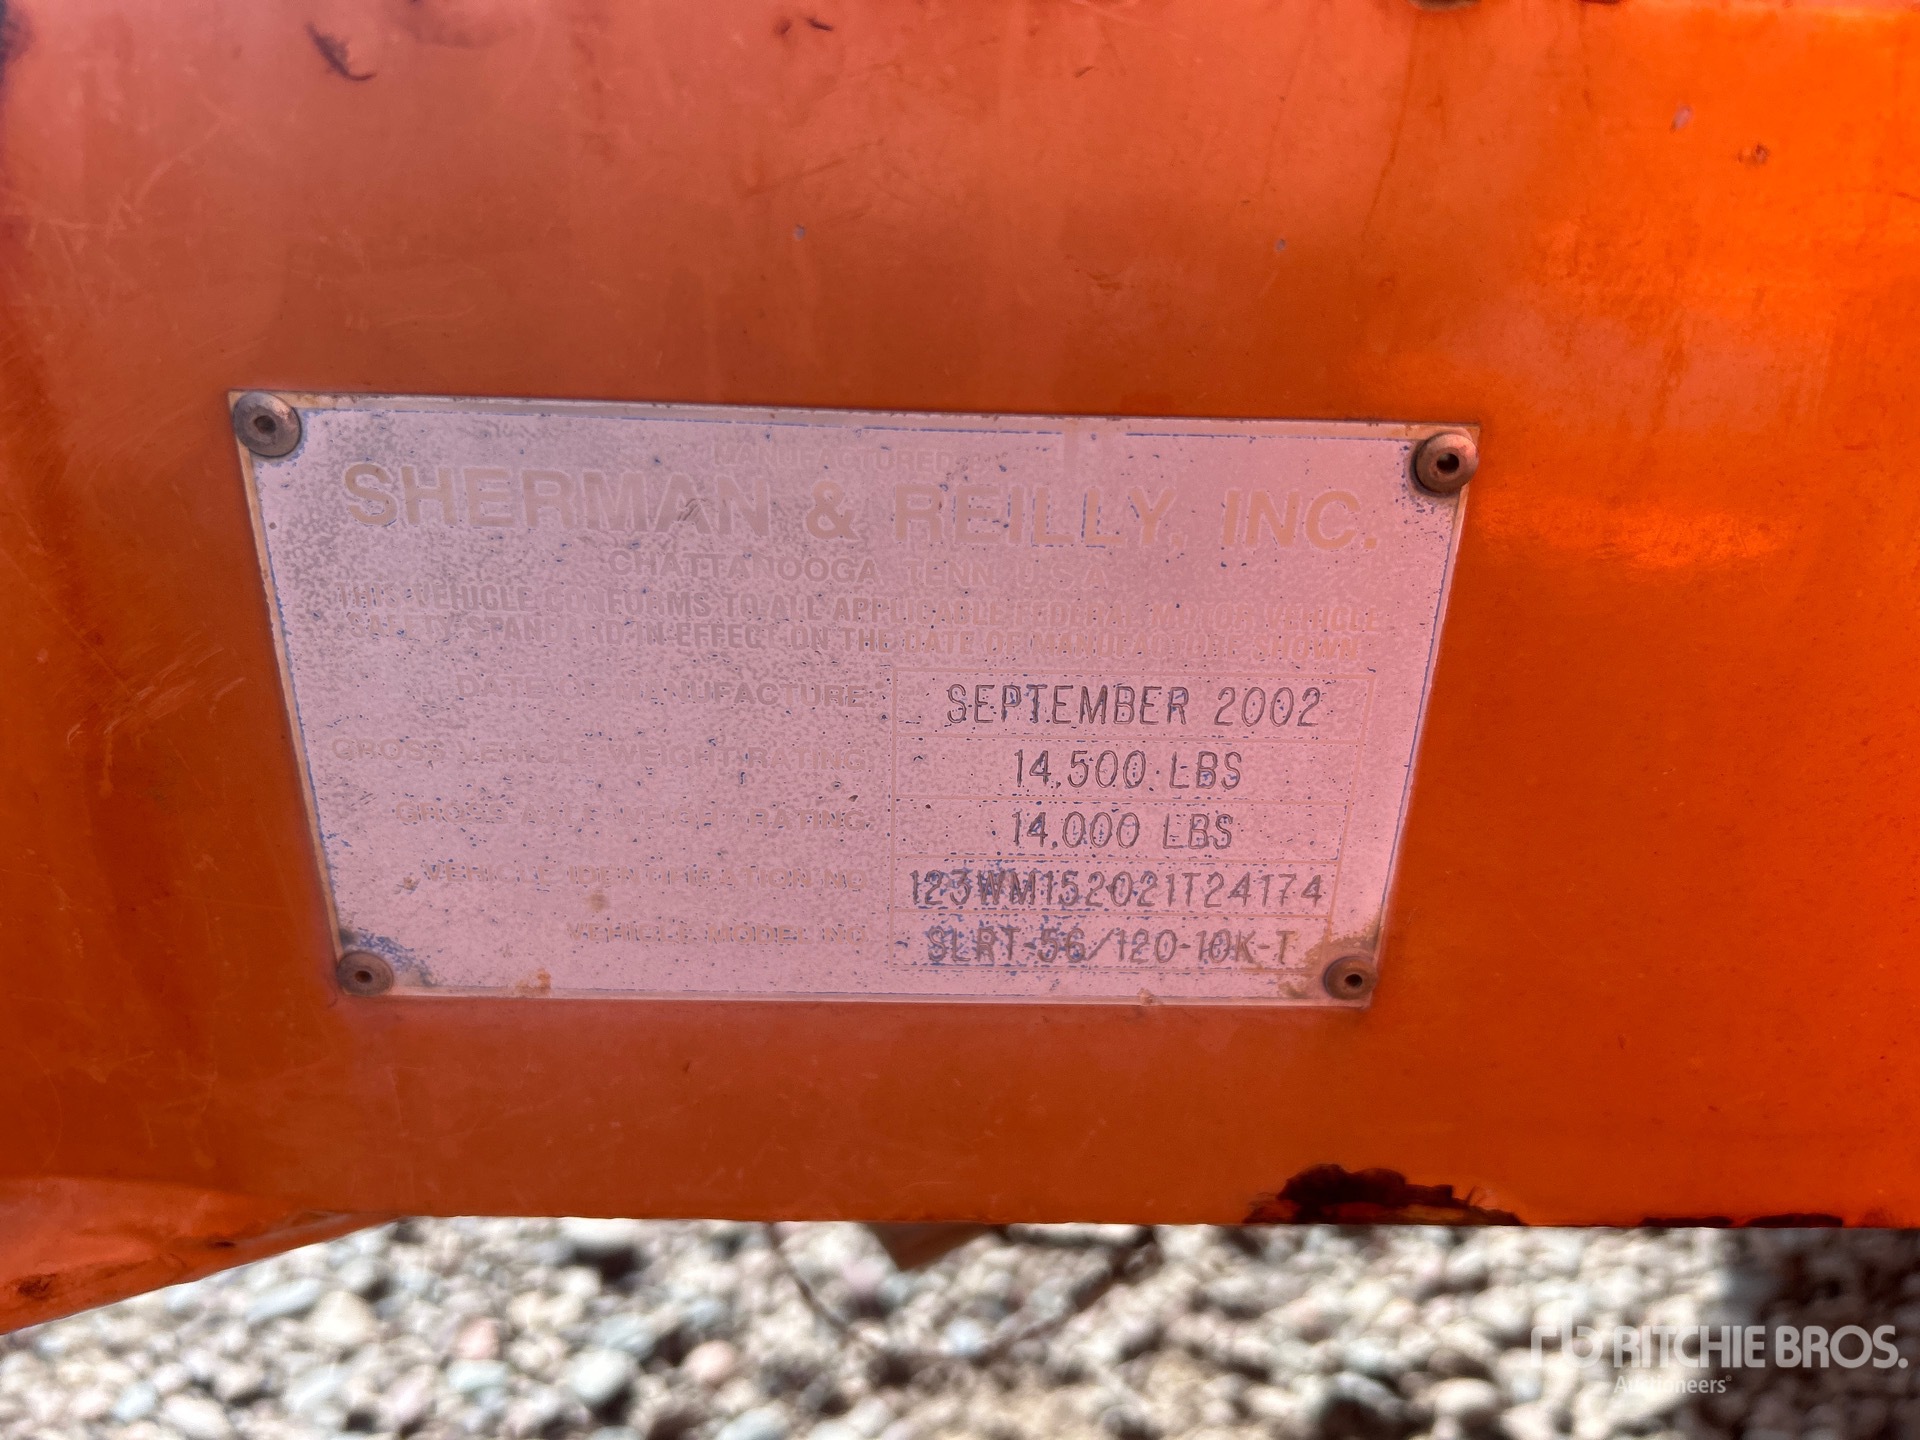 MANUFACTURED BY
SHERMAN & REILLY, INC.
CHATTANOOGA, TENN. U.S.A.
THIS VEHICLE CONFORMS TO ALL APPLICABLE FEDERAL MOTOR VEHICLE
SAFETY STANDARD IN EFFECT ON THE DATE OF MANUFACTURE SHOWN
DATE OF MANUFACTURE: SEPTEMBER 2002
GROSS VEHICLE WEIGHT RATING: 14,500 LBS
GROSS AXLE WEIGHT RATING: 14,000 LBS
VEHICLE IDENTIFICATION NO. 123WM152021T24174
VEHICLE MODEL NO. SLRT-56/120-10K-T
RITCHIE BROS.
Auctioneers